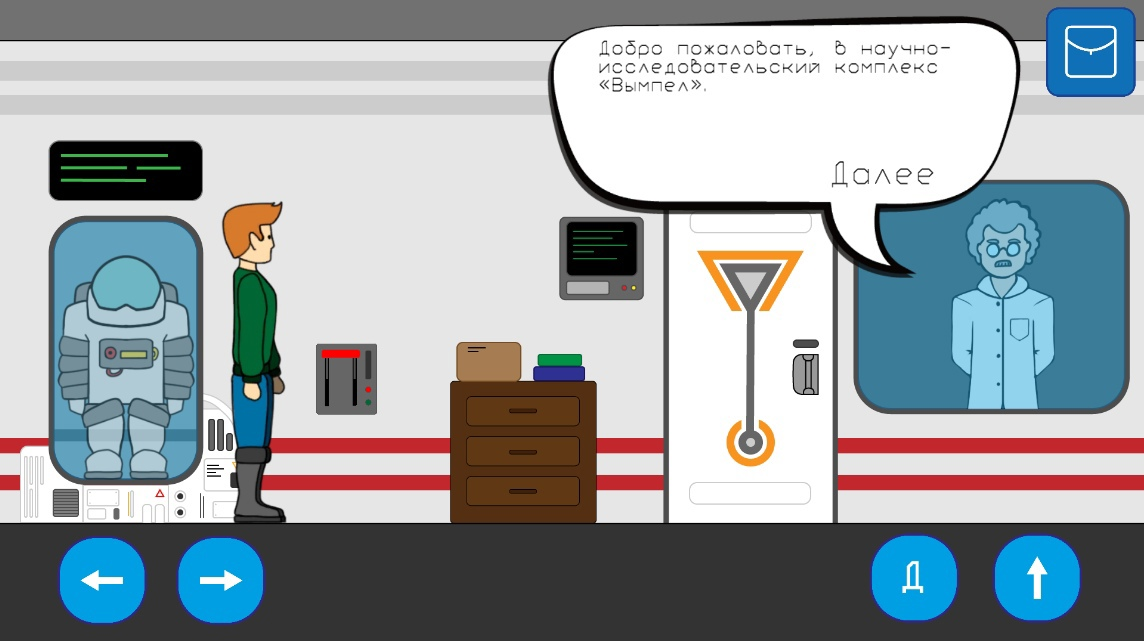 Добро пожаловать, в научно-
исследовательский комплекс
«Вымпел».
Далее
Д